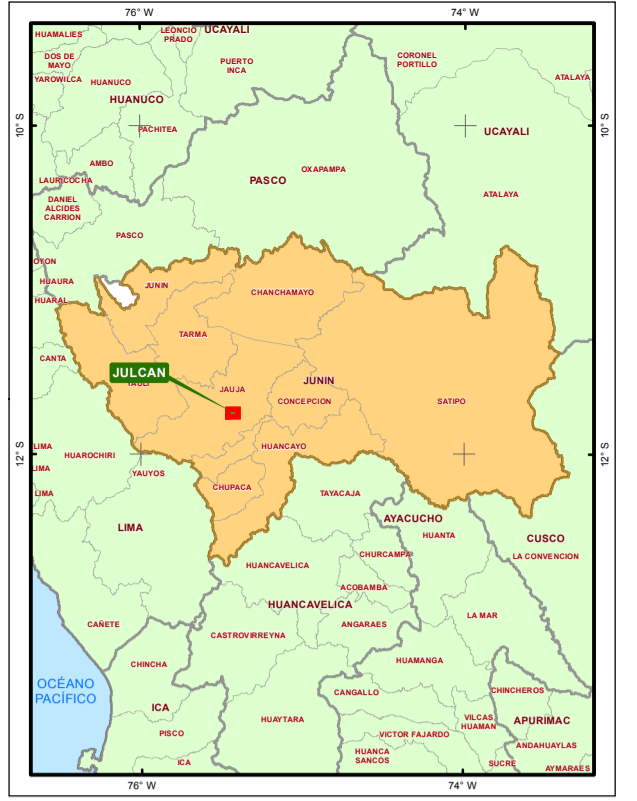 76° W
74° W
HUAMALIES
LEONCIO
PRADO
UCAYALI
DOS DE
MAYO
PUERTO
INCA
CORONEL
PORTILLO
YAROWILCA
HUANUCO
ATALAYA
HUANUCO
10° S
10° S
PACHITEA
UCAYALI
AMBO
OXAPAMPA
LAURICOCHA
PASCO
ATALAYA
DANIEL
ALCIDES
CARRION
PASCO
OYON
HUAURA
JUNIN
CHANCHAMAYO
HUARAL
TARMA
CANTA
JULCAN
YAULI
JAUJA
JUNIN
CONCEPCION
SATIPO
LIMA
HUAROCHIRI
HUANCAYO
12° S
12° S
LIMA
YAUYOS
CHUPACA
LIMA
TAYACAJA
LIMA
AYACUCHO
HUANTA
CUSCO
CHURCAMPA
LA CONVENCION
HUANCAVELICA
ACOBAMBA
HUANCAVELICA
LA MAR
CAÑETE
CASTROVIRREYNA
ANGARAES
CHINCHA
HUAMANGA
OCÉANO
PACÍFICO
CANGALLO
CHINCHEROS
ICA
HUAYTARA
VILCAS
HUAMAN
APURIMAC
PISCO
VICTOR FAJARDO
ANDAHUAYLAS
HUANCA
SANCOS
ICA
SUCRE
AYMARAES
76° W
74° W